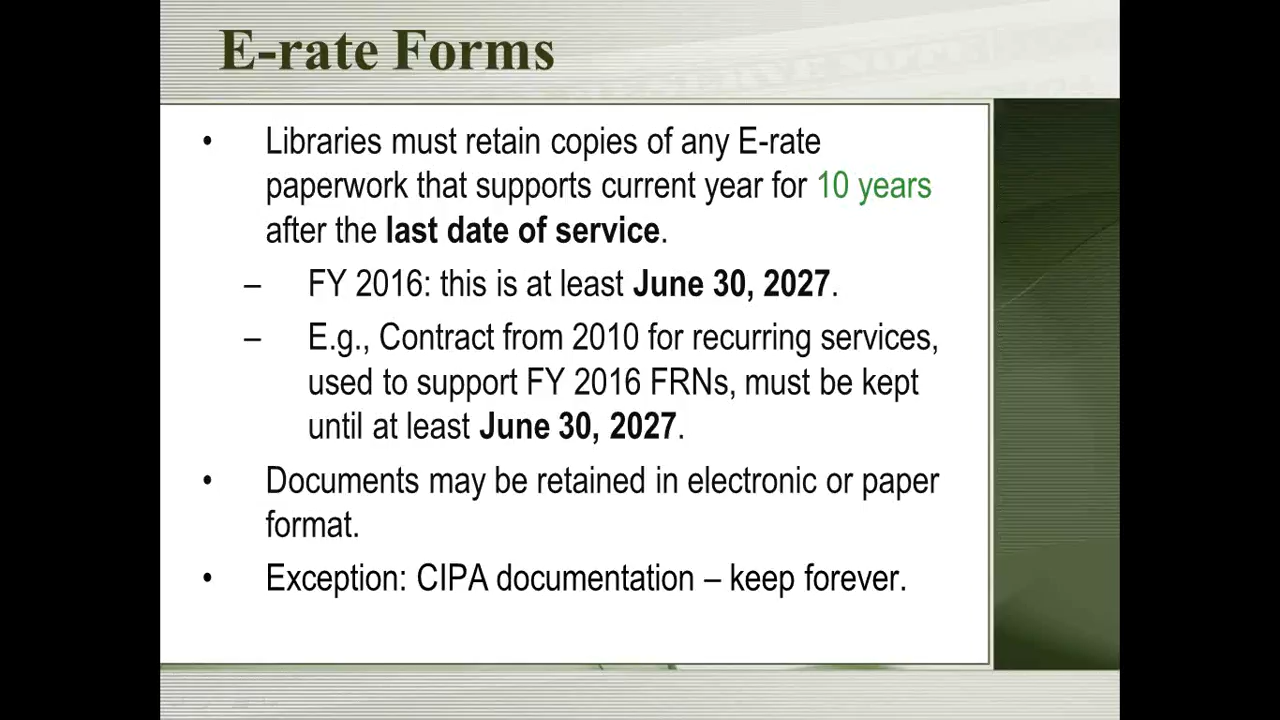 E-rate Forms
• Libraries must retain copies of any E-rate
paperwork that supports current year for 10 years
after the last date of service.
– FY 2016: this is at least June 30, 2027.
– E.g., Contract from 2010 for recurring services,
used to support FY 2016 FRNs, must be kept
until at least June 30, 2027.
• Documents may be retained in electronic or paper
format.
• Exception: CIPA documentation – keep forever.